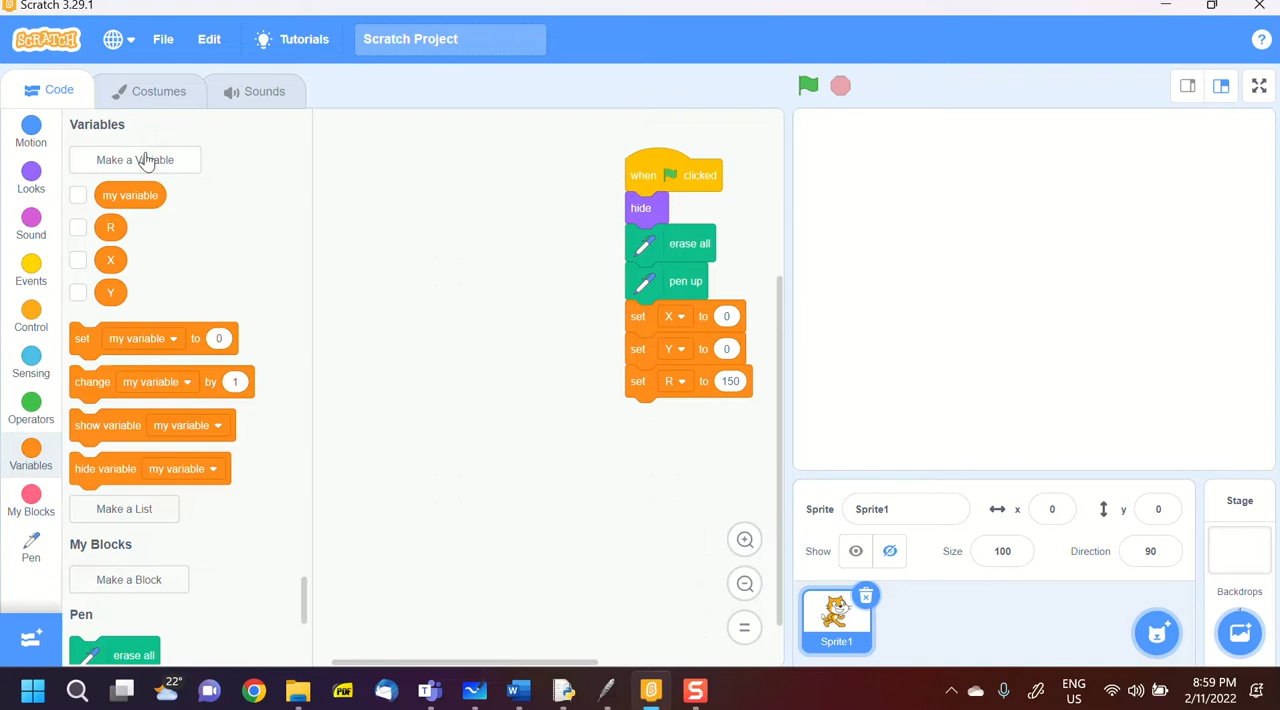 Scratch 3.29.1
SCRATCH File Edit Tutorials Scratch Project ?
Code Costumes Sounds
Motion
Looks
Sound
Events
Control
Sensing
Operators
Variables
My Blocks
Pen
Variables
Make a Variable
my variable
R
X
Y
set my variable to 0
change my variable by 1
show variable my variable
hide variable my variable
Make a List
My Blocks
Make a Block
Pen
erase all
when clicked
hide
erase all
pen up
set X to 0
set Y to 0
set R to 150
Sprite Sprite1 x 0 y 0
Show Size 100 Direction 90
Sprite1
Stage
Backdrops
22°
PDF
W
S
ENG
US
8:59 PM
2/11/2022